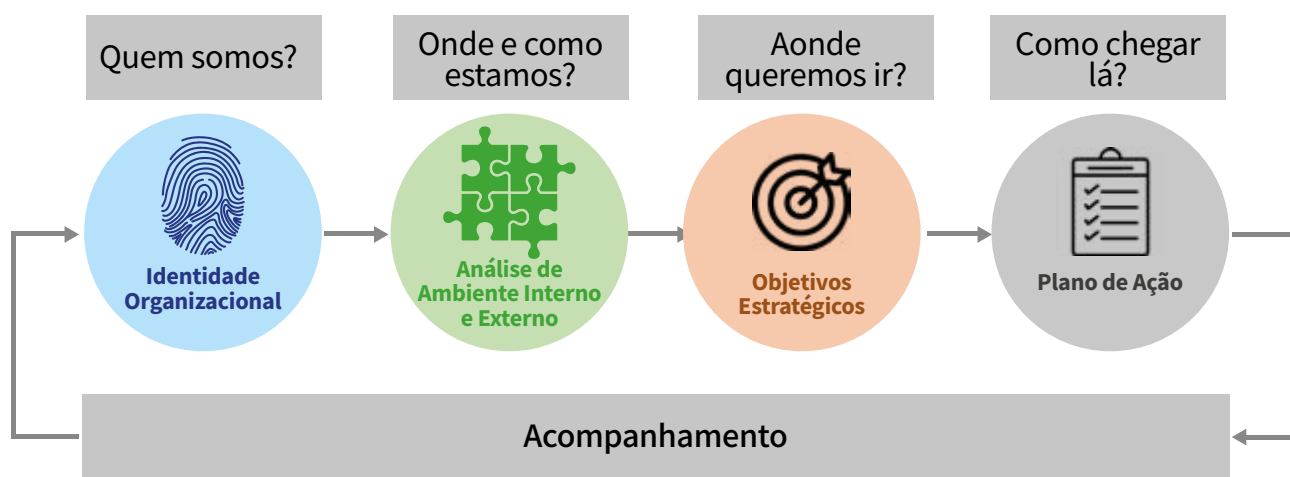 Quem somos?
Onde e como
estamos?
Aonde
queremos ir?
Como chegar
lá?
Identidade
Organizacional
Análise de
Ambiente Interno
e Externo
Objetivos
Estratégicos
Plano de Ação
Acompanhamento